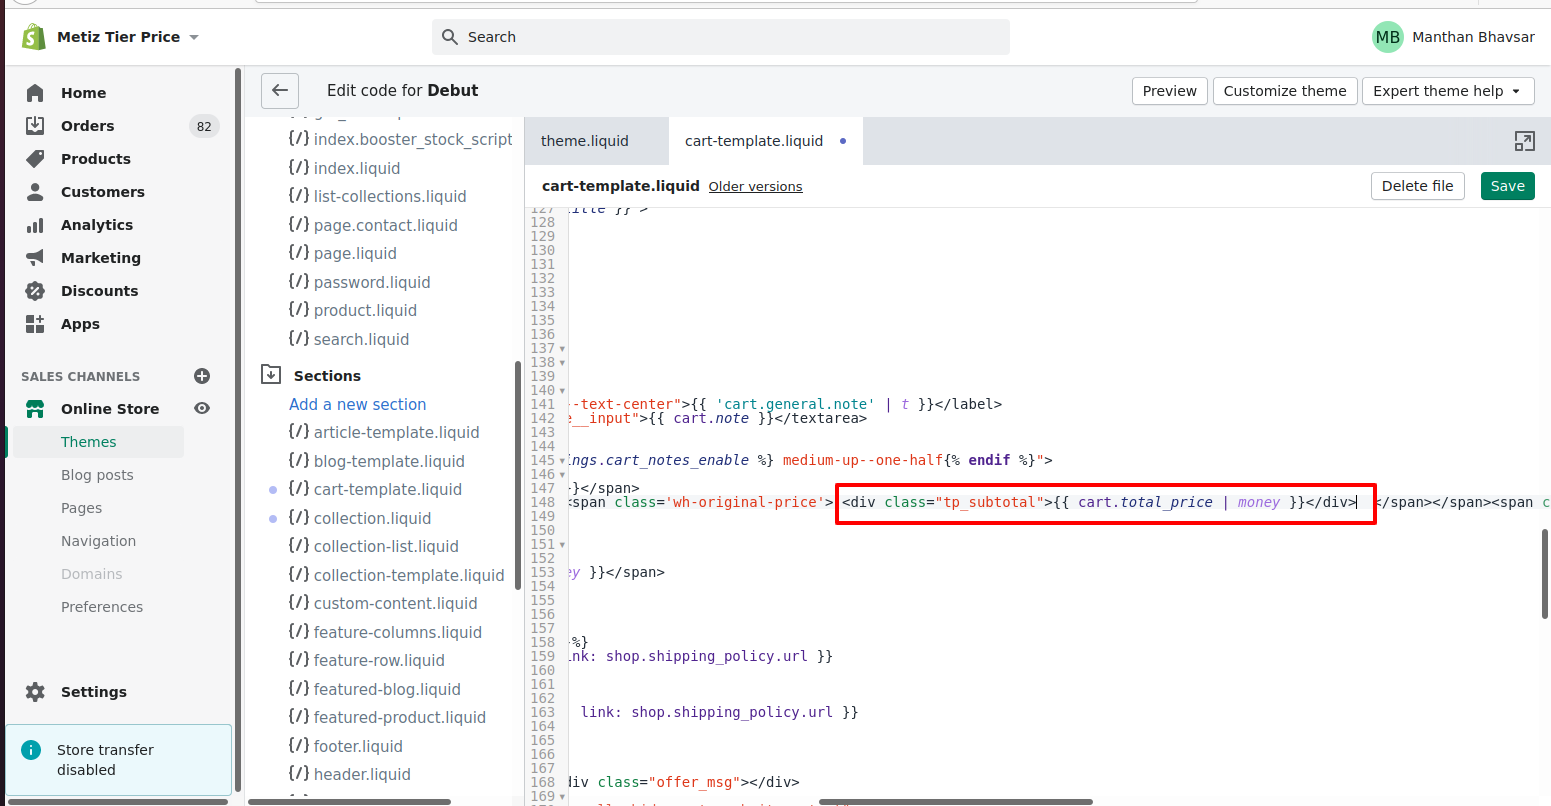 Metiz Tier Price
Search
MB Manthan Bhavsar
Home
Orders 82
Products
Customers
Analytics
Marketing
Discounts
Apps
SALES CHANNELS
Online Store
Themes
Blog posts
Pages
Navigation
Domains
Preferences
Settings
Store transfer
disabled
Edit code for Debut
Preview
Customize theme
Expert theme help
{/} index.booster_stock_script
{/} index.liquid
{/} list-collections.liquid
{/} page.contact.liquid
{/} page.liquid
{/} password.liquid
{/} product.liquid
{/} search.liquid
Sections
Add a new section
{/} article-template.liquid
{/} blog-template.liquid
{/} cart-template.liquid
{/} collection.liquid
{/} collection-list.liquid
{/} collection-template.liquid
{/} custom-content.liquid
{/} feature-columns.liquid
{/} feature-row.liquid
{/} featured-blog.liquid
{/} featured-product.liquid
{/} footer.liquid
{/} header.liquid
theme.liquid
cart-template.liquid
cart-template.liquid Older versions
Delete file
Save
127 itle }}">
128
129
130
131
132
133
134
135
136
137
138
139
140
141 --text-center">{{ 'cart.general.note' | t }}</label>
142 e__input">{{ cart.note }}</textarea>
143
144
145 ings.cart_notes_enable %} medium-up--one-half{% endif %}">
146
147 }}</span>
148 <span class='wh-original-price'> <div class="tp_subtotal">{{ cart.total_price | money }}</div> </span></span><span c
149
150
151
152
153 ey }}</span>
154
155
156
157
158 %}
159 ink: shop.shipping_policy.url }}
160
161
162
163 link: shop.shipping_policy.url }}
164
165
166
167
168 div class="offer_msg"></div>
169